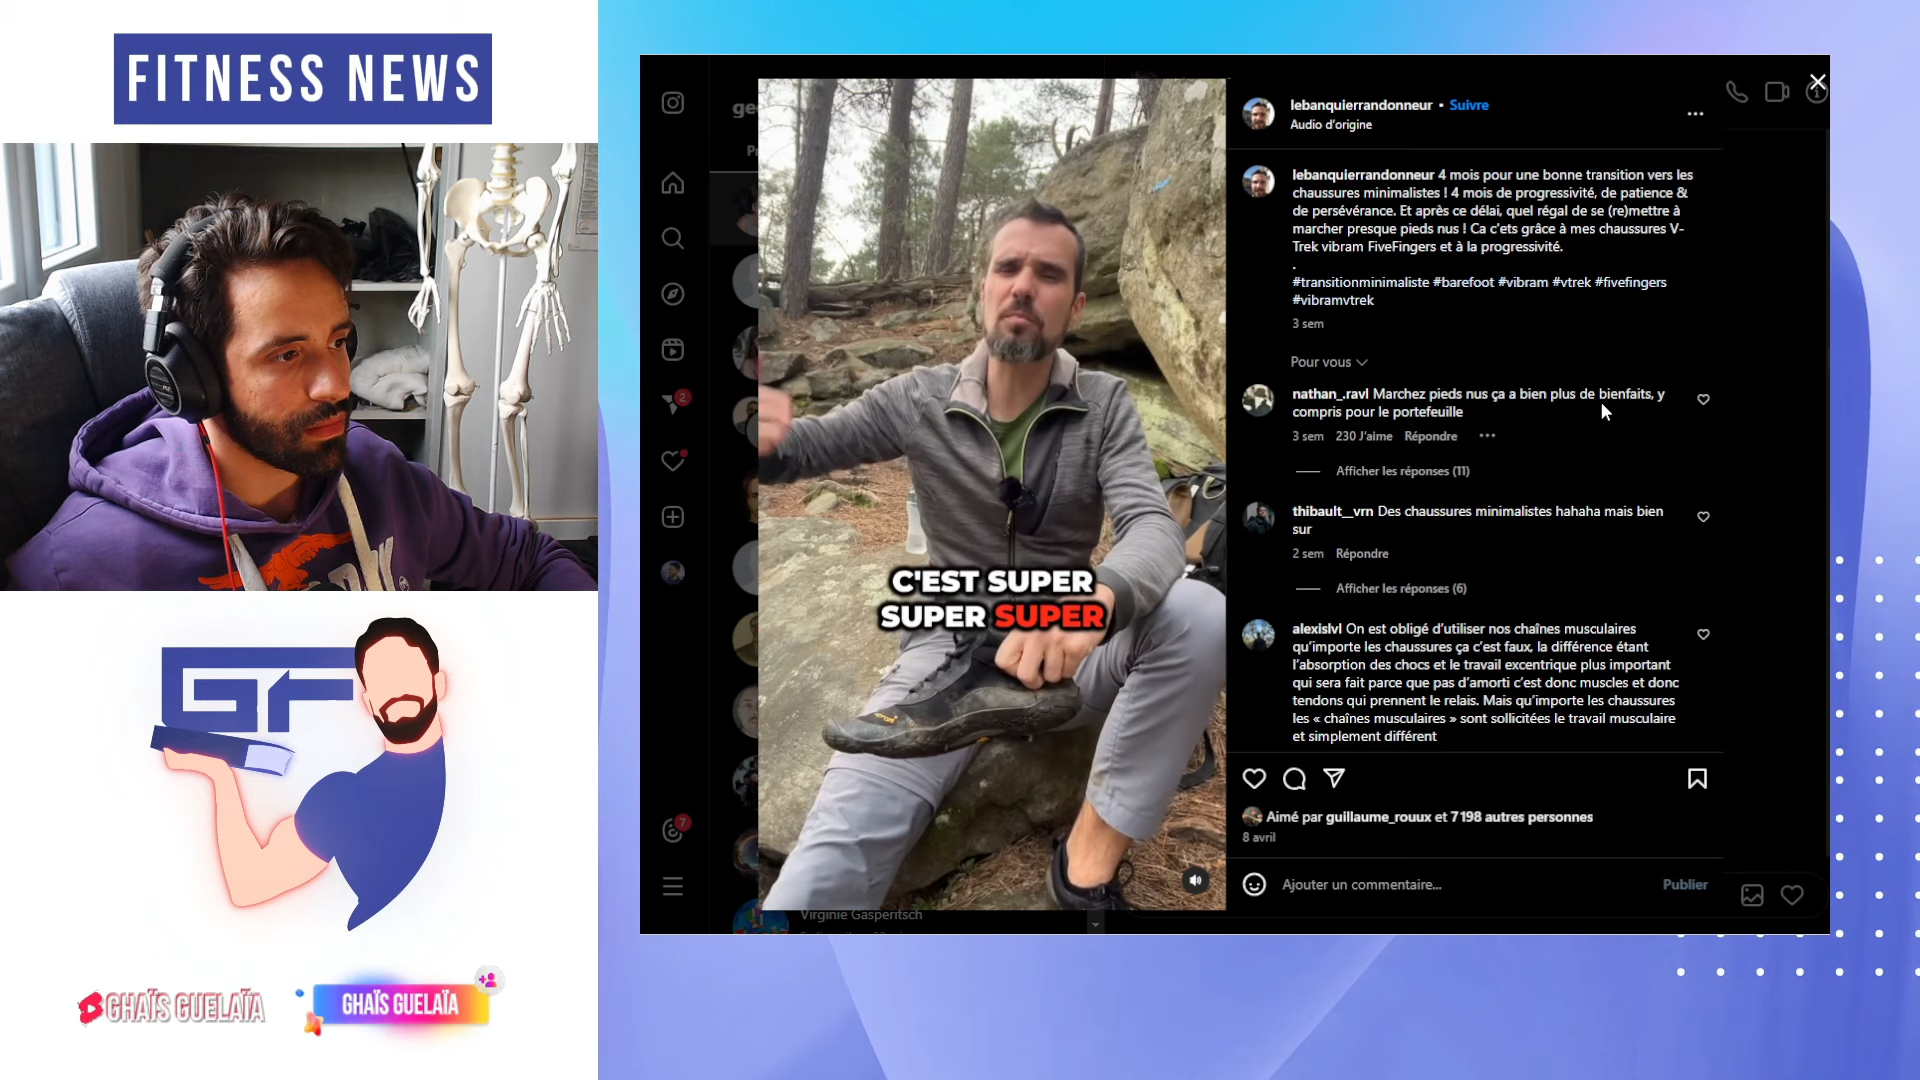 FITNESS NEWS
GF
GHAÏS GUELAÏA
GHAÏS GUELAÏA
C'EST SUPER
SUPER SUPER
lebanquierrandonneur • Suivre
Audio d'origine
lebanquierrandonneur 4 mois pour une bonne transition vers les
chaussures minimalistes ! 4 mois de progressivité, de patience &
de persévérance. Et après ce délai, quel régal de se (re)mettre à
marcher presque pieds nus ! Ca c'ets grâce à mes chaussures V-
Trek vibram FiveFingers et à la progressivité.
.
#transitionminimaliste #barefoot #vibram #vtrek #fivefingers
#vibramvtrek
3 sem
Pour vous
nathan_.ravl Marchez pieds nus ça a bien plus de bienfaits, y
compris pour le portefeuille
3 sem 230 J'aime Répondre
Afficher les réponses (11)
thibault__vrn Des chaussures minimalistes hahaha mais bien
sur
2 sem Répondre
Afficher les réponses (6)
alexislvl On est obligé d'utiliser nos chaînes musculaires
qu'importe les chaussures ça c'est faux, la différence étant
l'absorption des chocs et le travail excentrique plus important
qui sera fait parce que pas d'amorti c'est donc muscles et donc
tendons qui prennent le relais. Mais qu'importe les chaussures
les « chaînes musculaires » sont sollicitées le travail musculaire
et simplement différent
Aimé par guillaume_rouux et 7 198 autres personnes
8 avril
Ajouter un commentaire...
Publier
2
7
Virginie Gasperitsch